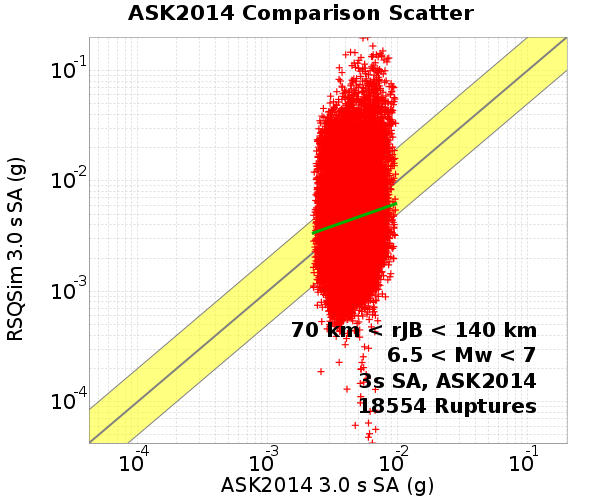 ASK2014 Comparison Scatter
RSQSim 3.0 s SA (g)
10-1
10-2
10-3
10-4
70 km < rJB < 140 km
6.5 < Mw < 7
3s SA, ASK2014
18554 Ruptures
10-4 10-3 10-2 10-1
ASK2014 3.0 s SA (g)